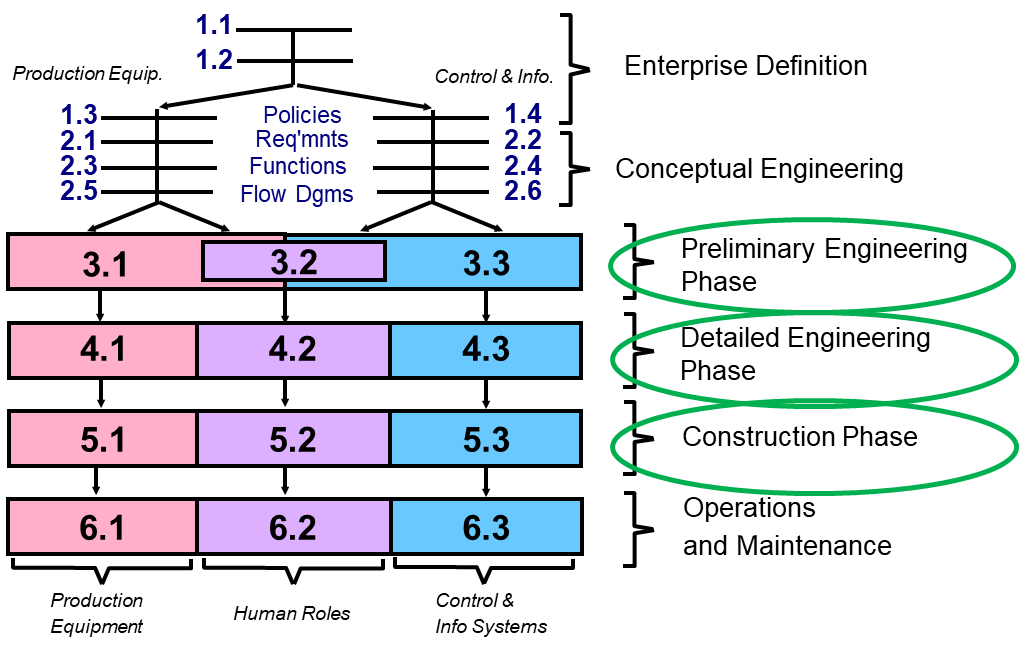 1.1
1.2
Production Equip.
Control & Info.
Enterprise Definition
1.3 Policies 1.4
2.1 Req'mnts 2.2
2.3 Functions 2.4
2.5 Flow Dgms 2.6
Conceptual Engineering
3.1 3.2 3.3
Preliminary Engineering
Phase
4.1 4.2 4.3
Detailed Engineering
Phase
5.1 5.2 5.3
Construction Phase
6.1 6.2 6.3
Operations
and Maintenance
Production
Equipment
Human Roles
Control &
Info Systems